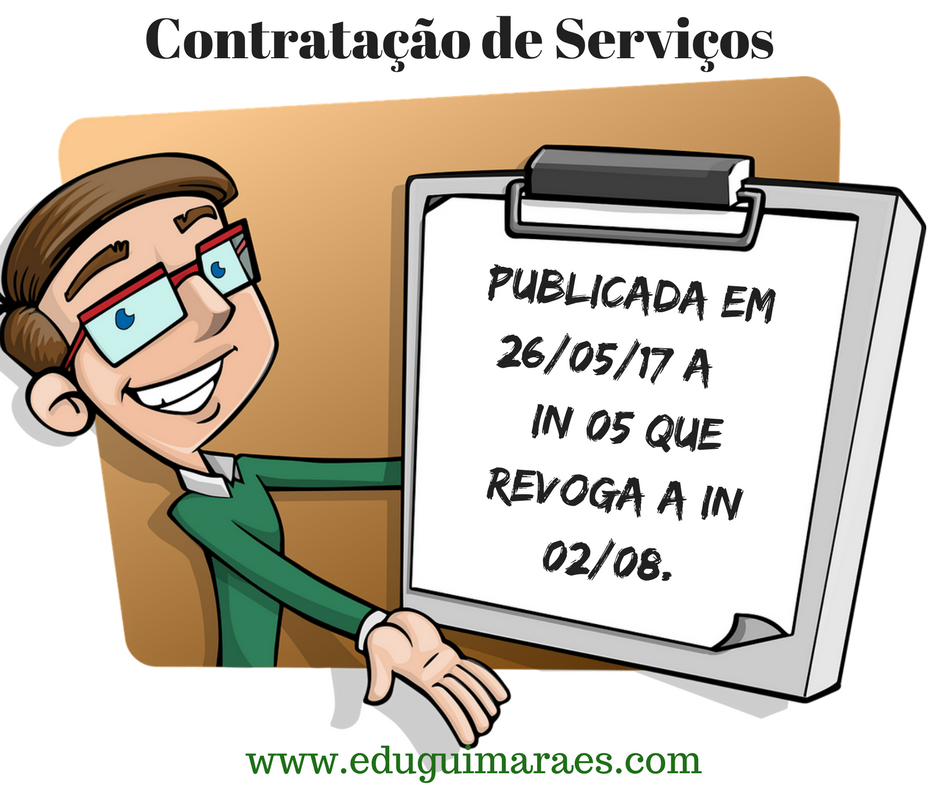 Contratação de Serviços
PUBLICADA EM
26/05/17 A
IN 05 QUE
REVOGA A IN
02/08.
www.eduguimaraes.com